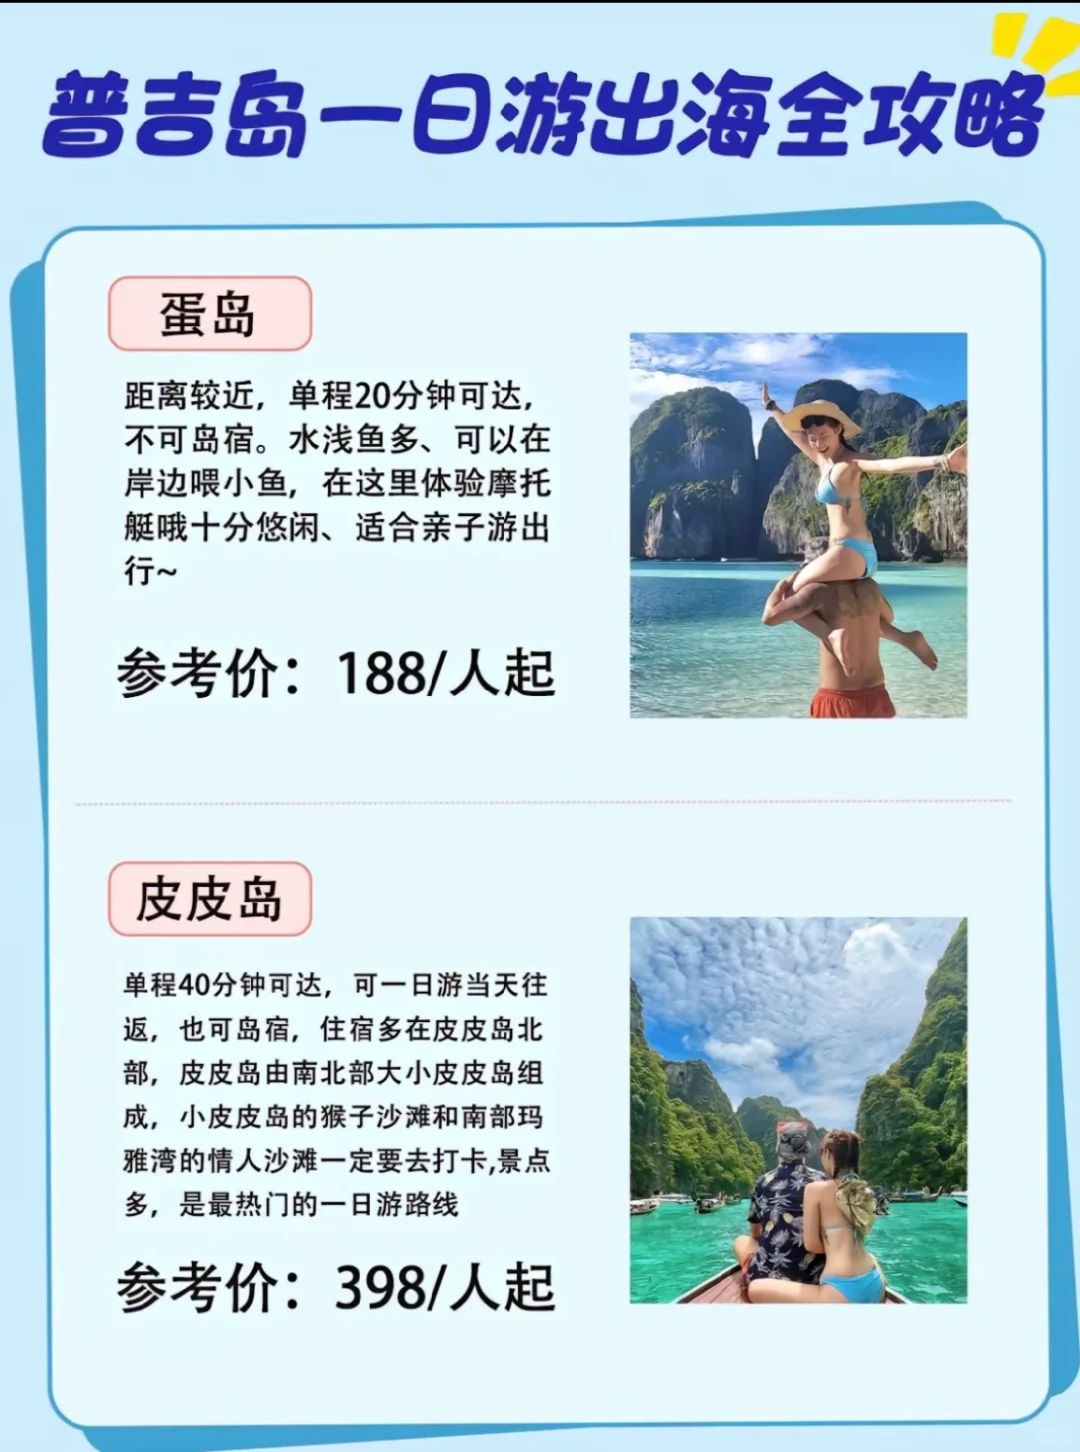 普吉岛一日游出海全攻略
蛋岛
距离较近，单程20分钟可达，
不可岛宿。水浅鱼多、可以在
岸边喂小鱼，在这里体验摩托
艇哦十分悠闲、适合亲子游出
行~
参考价：188/人起
皮皮岛
单程40分钟可达，可一日游当天往
返，也可岛宿，住宿多在皮皮岛北
部，皮皮岛由南北部大小皮皮岛组
成，小皮皮岛的猴子沙滩和南部玛
雅湾的情人沙滩一定要去打卡,景点
多，是最热门的一日游路线
参考价：398/人起